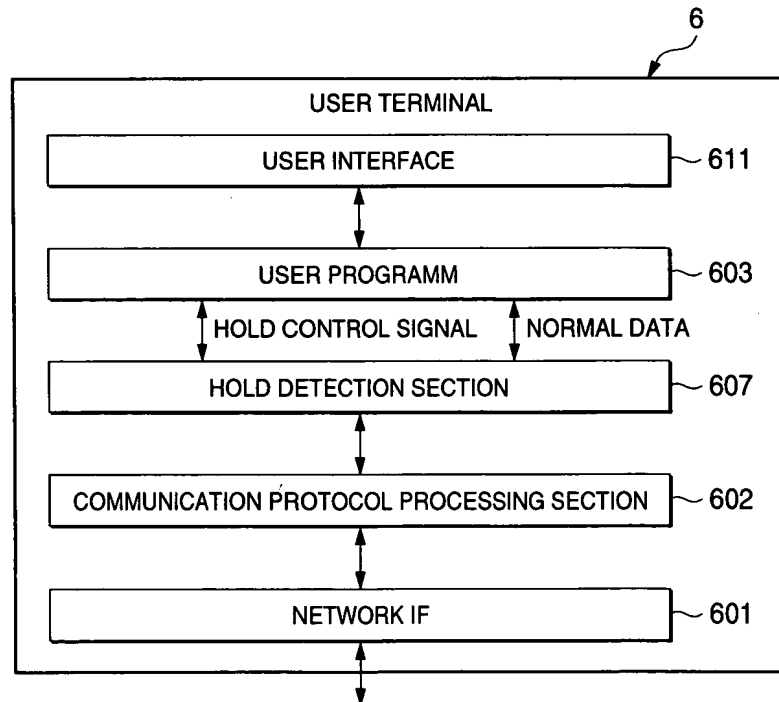 6
USER TERMINAL
USER INTERFACE
611
USER PROGRAMM
603
HOLD CONTROL SIGNAL
NORMAL DATA
HOLD DETECTION SECTION
607
COMMUNICATION PROTOCOL PROCESSING SECTION
602
NETWORK IF
601